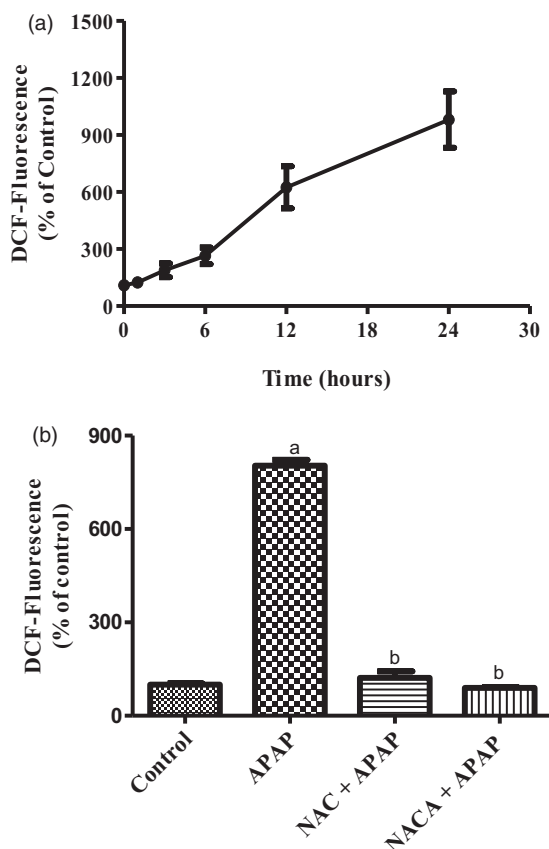 (a)
DCF-Fluorescence
(% of Control)
1500
1200
900
600
300
0
0 6 12 18 24 30
Time (hours)
(b)
DCF-Fluorescence
(% of control)
900
600
300
0
a
b
b
Control
APAP
NAC + APAP
NACA + APAP